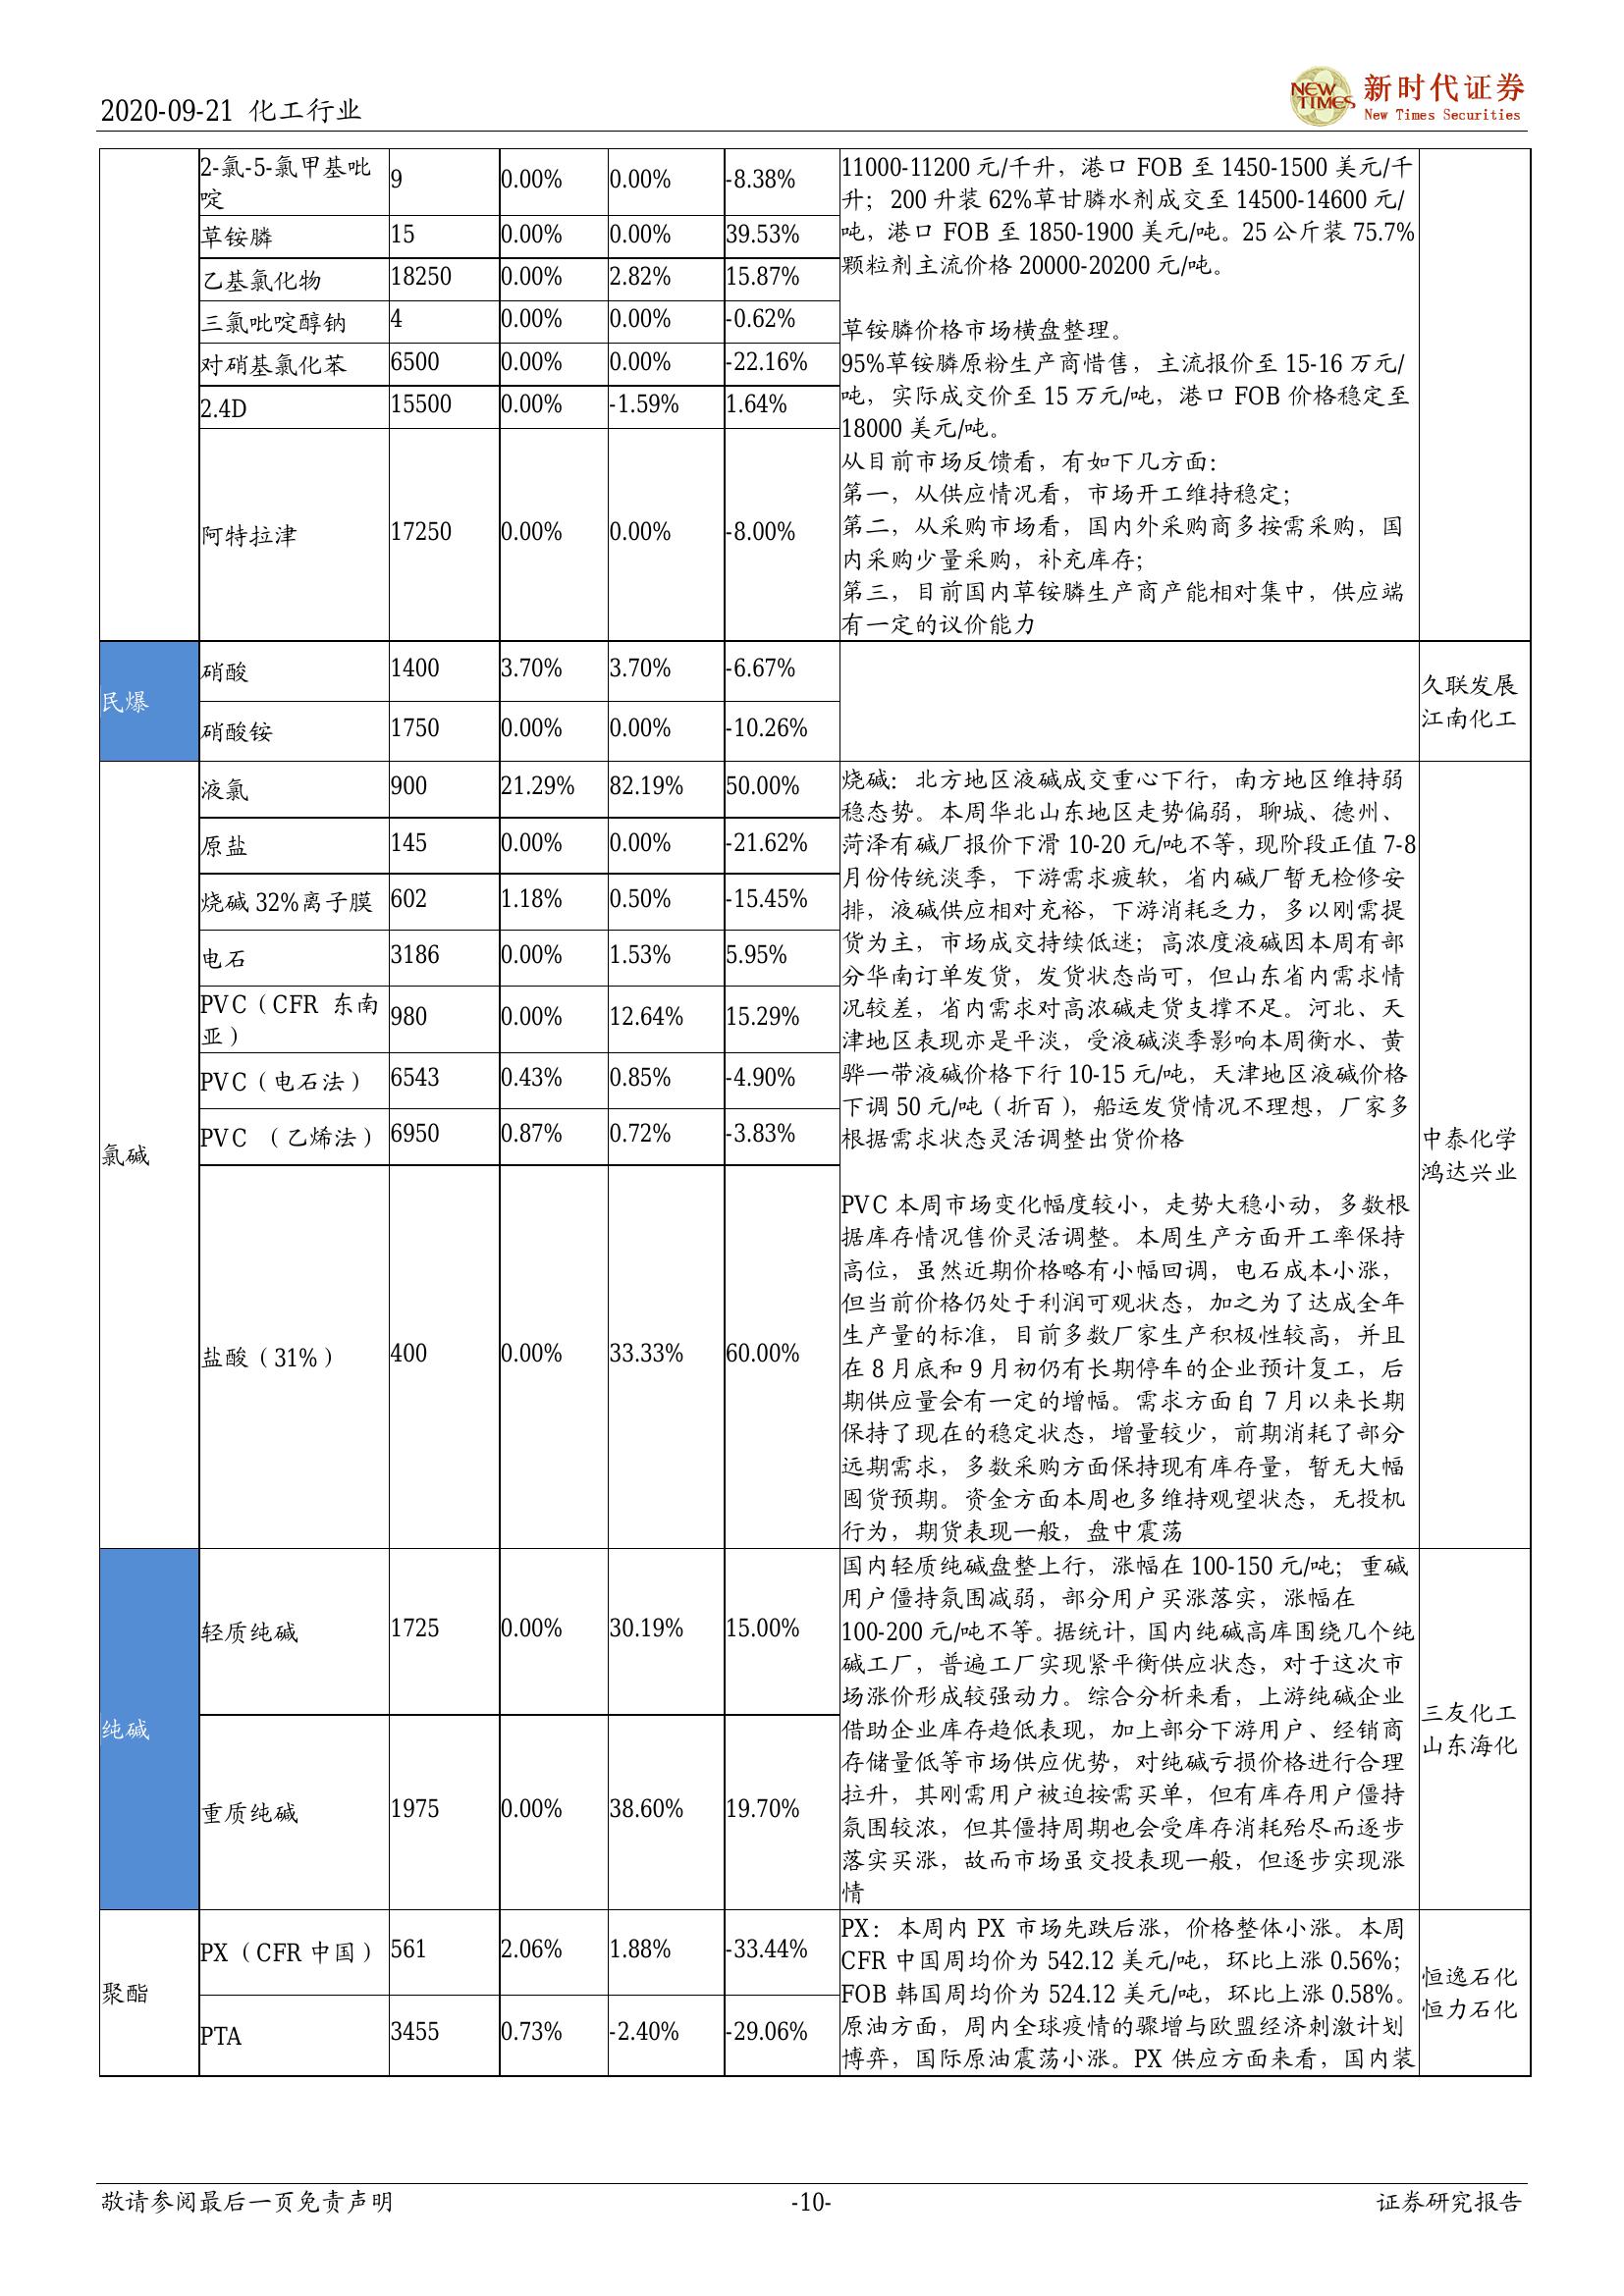 2020-09-21 化工行业
NEW TIMES 新时代证券
New Times Securities
2-氯-5-氯甲基吡
啶
9 0.00% 0.00% -8.38%
草铵膦 15 0.00% 0.00% 39.53%
乙基氯化物 18250 0.00% 2.82% 15.87%
三氯吡啶醇钠 4 0.00% 0.00% -0.62%
对硝基氯化苯 6500 0.00% 0.00% -22.16%
2.4D 15500 0.00% -1.59% 1.64%
阿特拉津 17250 0.00% 0.00% -8.00%
11000-11200 元/千升，港口 FOB 至 1450-1500 美元/千
升；200 升装 62%草甘膦水剂成交至 14500-14600 元/
吨，港口 FOB 至 1850-1900 美元/吨。25 公斤装 75.7%
颗粒剂主流价格 20000-20200 元/吨。
草铵膦价格市场横盘整理。
95%草铵膦原粉生产商惜售，主流报价至 15-16 万元/
吨，实际成交价至 15 万元/吨，港口 FOB 价格稳定至
18000 美元/吨。
从目前市场反馈看，有如下几方面：
第一，从供应情况看，市场开工维持稳定；
第二，从采购市场看，国内外采购商多按需采购，国
内采购少量采购，补充库存；
第三，目前国内草铵膦生产商产能相对集中，供应端
有一定的议价能力
民爆
硝酸 1400 3.70% 3.70% -6.67%
硝酸铵 1750 0.00% 0.00% -10.26%
久联发展
江南化工
氯碱
液氯 900 21.29% 82.19% 50.00%
原盐 145 0.00% 0.00% -21.62%
烧碱 32%离子膜 602 1.18% 0.50% -15.45%
电石 3186 0.00% 1.53% 5.95%
PVC（CFR 东南
亚）
980 0.00% 12.64% 15.29%
PVC（电石法） 6543 0.43% 0.85% -4.90%
PVC （乙烯法） 6950 0.87% 0.72% -3.83%
盐酸（31%） 400 0.00% 33.33% 60.00%
烧碱：北方地区液碱成交重心下行，南方地区维持弱
稳态势。本周华北山东地区走势偏弱，聊城、德州、
菏泽有碱厂报价下滑 10-20 元/吨不等，现阶段正值 7-8
月份传统淡季，下游需求疲软，省内碱厂暂无检修安
排，液碱供应相对充裕，下游消耗乏力，多以刚需提
货为主，市场成交持续低迷；高浓度液碱因本周有部
分华南订单发货，发货状态尚可，但山东省内需求情
况较差，省内需求对高浓碱走货支撑不足。河北、天
津地区表现亦是平淡，受液碱淡季影响本周衡水、黄
骅一带液碱价格下行 10-15 元/吨，天津地区液碱价格
下调 50 元/吨（折百），船运发货情况不理想，厂家多
根据需求状态灵活调整出货价格
PVC 本周市场变化幅度较小，走势大稳小动，多数根
据库存情况售价灵活调整。本周生产方面开工率保持
高位，虽然近期价格略有小幅回调，电石成本小涨，
但当前价格仍处于利润可观状态，加之为了达成全年
生产量的标准，目前多数厂家生产积极性较高，并且
在 8 月底和 9 月初仍有长期停车的企业预计复工，后
期供应量会有一定的增幅。需求方面自 7 月以来长期
保持了现在的稳定状态，增量较少，前期消耗了部分
远期需求，多数采购方面保持现有库存量，暂无大幅
囤货预期。资金方面本周也多维持观望状态，无投机
行为，期货表现一般，盘中震荡
中泰化学
鸿达兴业
纯碱
轻质纯碱 1725 0.00% 30.19% 15.00%
重质纯碱 1975 0.00% 38.60% 19.70%
国内轻质纯碱盘整上行，涨幅在 100-150 元/吨；重碱
用户僵持氛围减弱，部分用户买涨落实，涨幅在
100-200 元/吨不等。据统计，国内纯碱高库围绕几个纯
碱工厂，普遍工厂实现紧平衡供应状态，对于这次市
场涨价形成较强动力。综合分析来看，上游纯碱企业
借助企业库存趋低表现，加上部分下游用户、经销商
存储量低等市场供应优势，对纯碱亏损价格进行合理
拉升，其刚需用户被迫按需买单，但有库存用户僵持
氛围较浓，但其僵持周期也会受库存消耗殆尽而逐步
落实买涨，故而市场虽交投表现一般，但逐步实现涨
情
三友化工
山东海化
聚酯
PX（CFR 中国） 561 2.06% 1.88% -33.44%
PTA 3455 0.73% -2.40% -29.06%
PX：本周内 PX 市场先跌后涨，价格整体小涨。本周
CFR 中国周均价为 542.12 美元/吨，环比上涨 0.56%；
FOB 韩国周均价为 524.12 美元/吨，环比上涨 0.58%。
原油方面，周内全球疫情的骤增与欧盟经济刺激计划
博弈，国际原油震荡小涨。PX 供应方面来看，国内装
恒逸石化
恒力石化
敬请参阅最后一页免责声明 -10- 证券研究报告